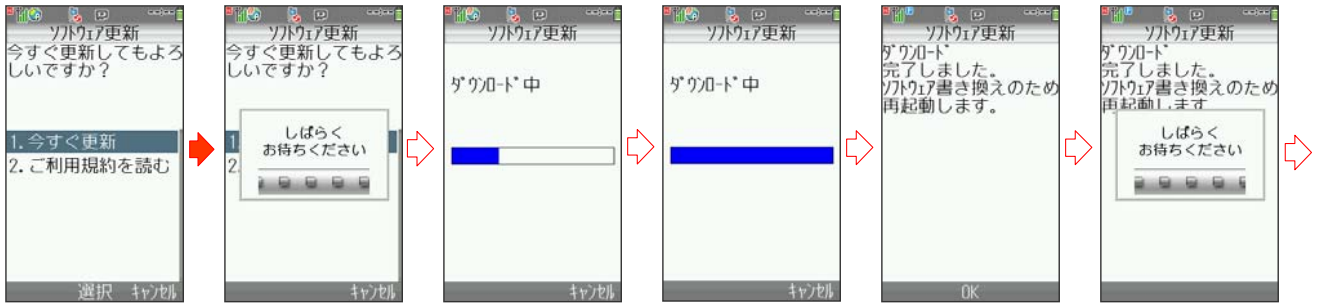 ｿﾌﾄｳｪｱ更新
今すぐ更新してもよろ
しいですか？
1.今すぐ更新
2.ご利用規約を読む
選択 ｷｬﾝｾﾙ
ｿﾌﾄｳｪｱ更新
今すぐ更新してもよろ
しいですか？
1
しばらく
お待ちください
2.
ｷｬﾝｾﾙ
ｿﾌﾄｳｪｱ更新
ﾀﾞｳﾝﾛｰﾄﾞ中
ｷｬﾝｾﾙ
ｿﾌﾄｳｪｱ更新
ﾀﾞｳﾝﾛｰﾄﾞ中
ｷｬﾝｾﾙ
ｿﾌﾄｳｪｱ更新
ﾀﾞｳﾝﾛｰﾄﾞ
完了しました。
ｿﾌﾄｳｪｱ書き換えのため
再起動します。
OK
ｿﾌﾄｳｪｱ更新
ﾀﾞｳﾝﾛｰﾄﾞ
完了しました。
ｿﾌﾄｳｪｱ書き換えのため
再起動します
しばらく
お待ちください